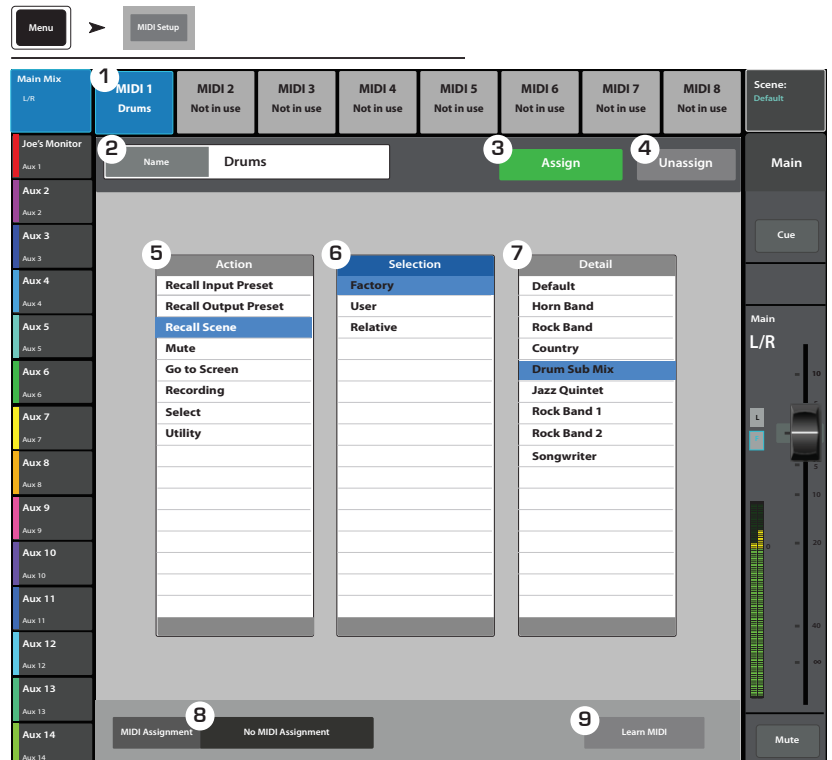 Menu
MIDI Setup
Main Mix
L/R
1
MIDI 1
Drums
MIDI 2
Not in use
MIDI 3
Not in use
MIDI 4
Not in use
MIDI 5
Not in use
MIDI 6
Not in use
MIDI 7
Not in use
MIDI 8
Not in use
Scene:
Default
Joe's Monitor
Aux 1
Aux 2
Aux 2
Aux 3
Aux 3
Aux 4
Aux 4
Aux 5
Aux 5
Aux 6
Aux 6
Aux 7
Aux 7
Aux 8
Aux 8
Aux 9
Aux 9
Aux 10
Aux 10
Aux 11
Aux 11
Aux 12
Aux 12
Aux 13
Aux 13
Aux 14
Aux 14
2
Name
Drums
3
Assign
4
Unassign
5
Action
Recall Input Preset
Recall Output Preset
Recall Scene
Mute
Go to Screen
Recording
Select
Utility
6
Selection
Factory
User
Relative
7
Detail
Default
Horn Band
Rock Band
Country
Drum Sub Mix
Jazz Quintet
Rock Band 1
Rock Band 2
Songwriter
8
MIDI Assignment
No MIDI Assignment
9
Learn MIDI
Main
Cue
Main
L/R
10
L
5
10
0
20
40
∞
Mute